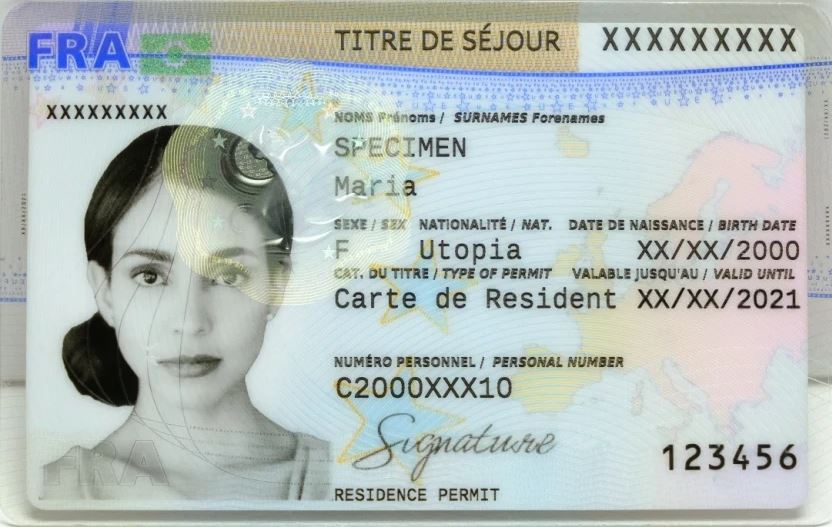 FRA TITRE DE SÉJOUR XXXXXXXXX
XXXXXXXXX
NOMS Prénoms / SURNAMES Forenames
SPECIMEN
Maria
SEXE / SEX NATIONALITÉ / NAT. DATE DE NAISSANCE / BIRTH DATE
F Utopia XX/XX/2000
CAT. DU TITRE / TYPE OF PERMIT VALABLE JUSQU'AU / VALID UNTIL
Carte de Resident XX/XX/2021
NUMÉRO PERSONNEL / PERSONAL NUMBER
C2000XXX10
Signature
FRA
123456
RESIDENCE PERMIT